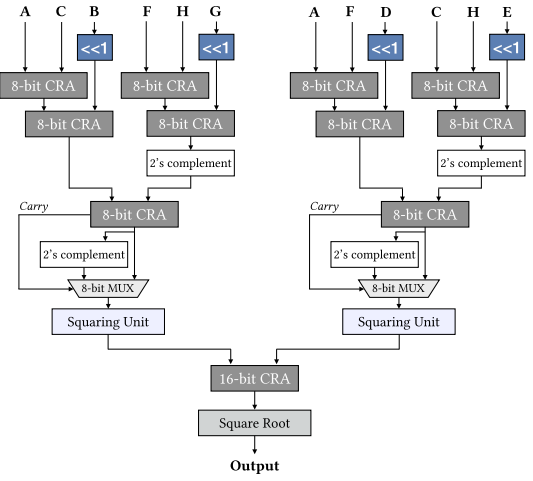 A C B F H G A F D C H E
<<1 <<1 <<1 <<1
8-bit CRA 8-bit CRA 8-bit CRA 8-bit CRA
8-bit CRA 8-bit CRA 8-bit CRA 8-bit CRA
2's complement 2's complement
Carry 8-bit CRA Carry 8-bit CRA
2's complement 2's complement
8-bit MUX 8-bit MUX
Squaring Unit Squaring Unit
16-bit CRA
Square Root
Output